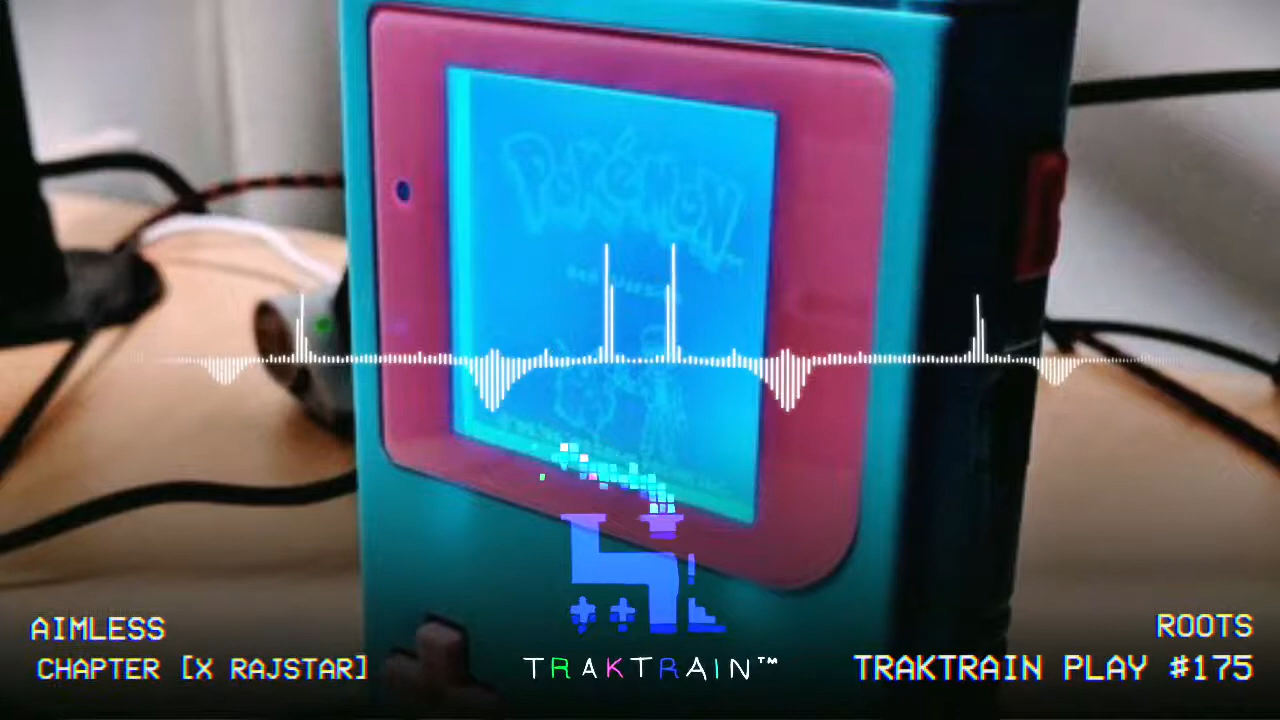 POKéMON
AIMLESS
CHAPTER [X RAJSTAR]
TRAKTRAIN™
ROOTS
TRAKTRAIN PLAY #175